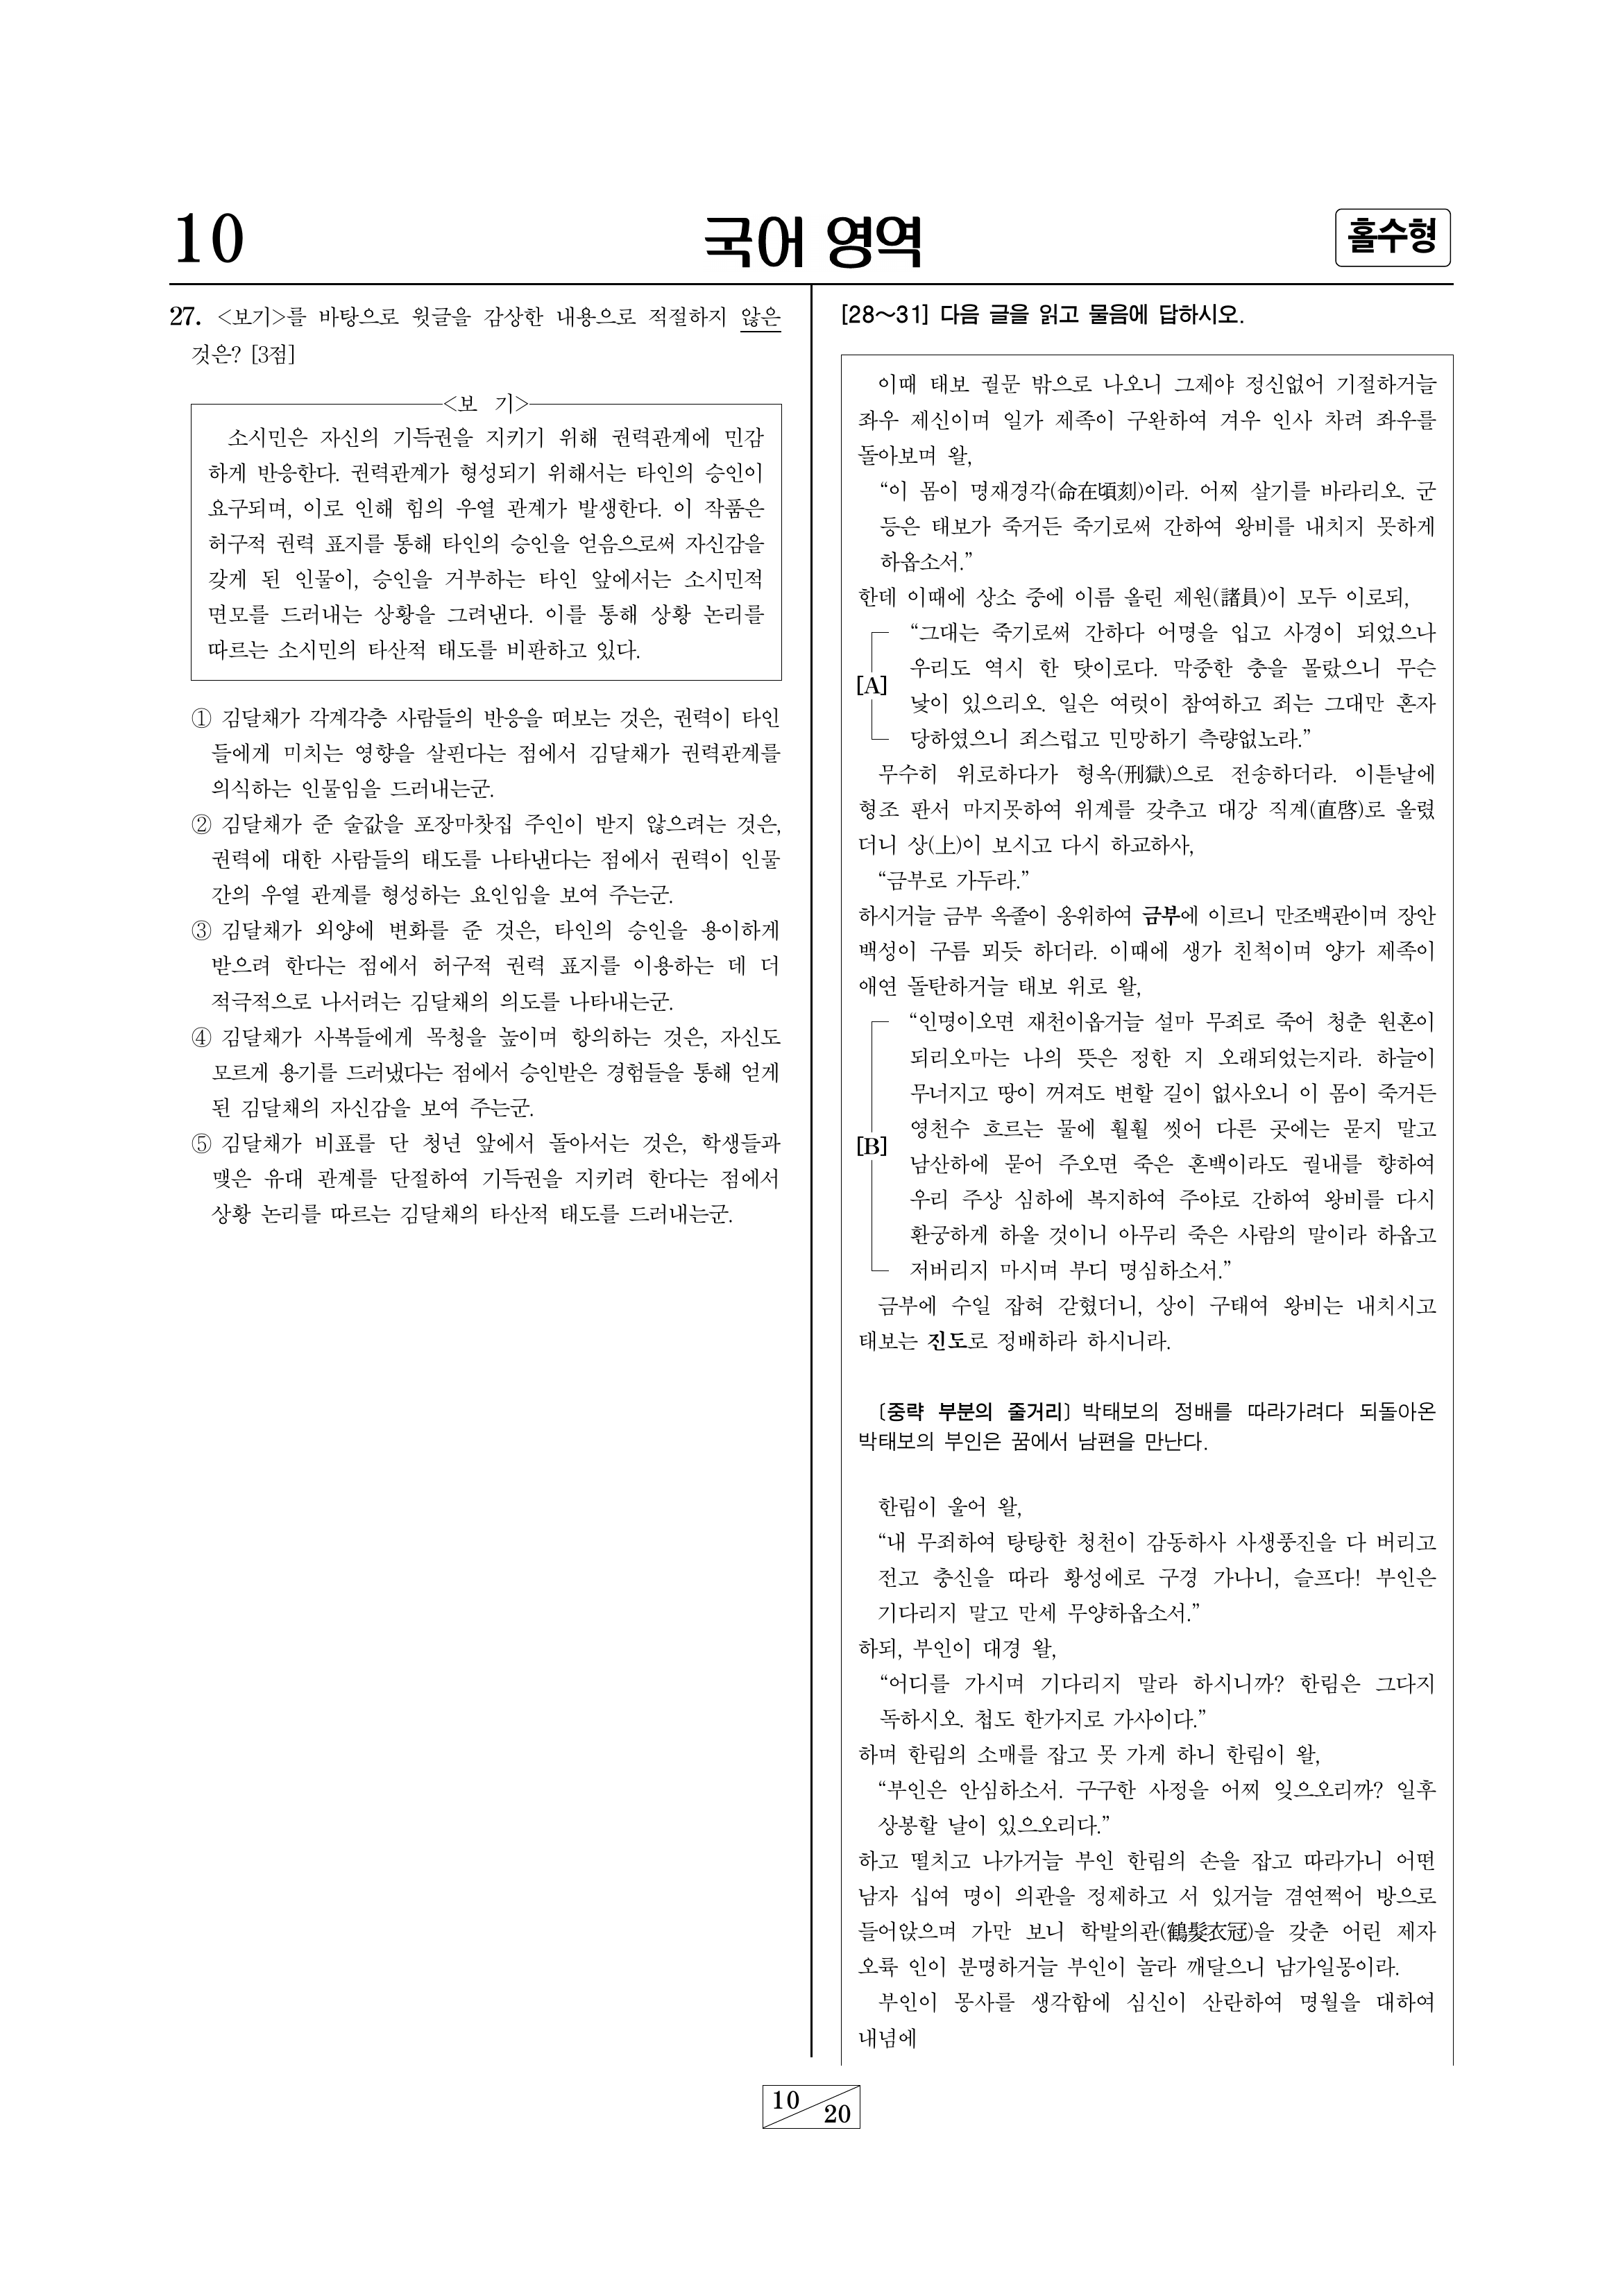 10
국어 영역
홀수형
27. <보기>를 바탕으로 윗글을 감상한 내용으로 적절하지 않은
것은? [3점]
<보 기>
소시민은 자신의 기득권을 지키기 위해 권력관계에 민감
하게 반응한다. 권력관계가 형성되기 위해서는 타인의 승인이
요구되며, 이로 인해 힘의 우열 관계가 발생한다. 이 작품은
허구적 권력 표지를 통해 타인의 승인을 얻음으로써 자신감을
갖게 된 인물이, 승인을 거부하는 타인 앞에서는 소시민적
면모를 드러내는 상황을 그려낸다. 이를 통해 상황 논리를
따르는 소시민의 타산적 태도를 비판하고 있다.
① 김달채가 각계각층 사람들의 반응을 떠보는 것은, 권력이 타인
들에게 미치는 영향을 살핀다는 점에서 김달채가 권력관계를
의식하는 인물임을 드러내는군.
② 김달채가 준 술값을 포장마찻집 주인이 받지 않으려는 것은,
권력에 대한 사람들의 태도를 나타낸다는 점에서 권력이 인물
간의 우열 관계를 형성하는 요인임을 보여 주는군.
③ 김달채가 외양에 변화를 준 것은, 타인의 승인을 용이하게
받으려 한다는 점에서 허구적 권력 표지를 이용하는 데 더
적극적으로 나서려는 김달채의 의도를 나타내는군.
④ 김달채가 사복들에게 목청을 높이며 항의하는 것은, 자신도
모르게 용기를 드러냈다는 점에서 승인받은 경험들을 통해 얻게
된 김달채의 자신감을 보여 주는군.
⑤ 김달채가 비표를 단 청년 앞에서 돌아서는 것은, 학생들과
맺은 유대 관계를 단절하여 기득권을 지키려 한다는 점에서
상황 논리를 따르는 김달채의 타산적 태도를 드러내는군.
[28～31] 다음 글을 읽고 물음에 답하시오.
이때 태보 궐문 밖으로 나오니 그제야 정신없어 기절하거늘
좌우 제신이며 일가 제족이 구완하여 겨우 인사 차려 좌우를
돌아보며 왈,
“이 몸이 명재경각(命在頃刻)이라. 어찌 살기를 바라리오. 군
등은 태보가 죽거든 죽기로써 간하여 왕비를 내치지 못하게
하옵소서.”
한데 이때에 상소 중에 이름 올린 제원(諸員)이 모두 이로되,
“그대는 죽기로써 간하다 어명을 입고 사경이 되었으나
우리도 역시 한 탓이로다. 막중한 충을 몰랐으니 무슨
[A]
낯이 있으리오. 일은 여럿이 참여하고 죄는 그대만 혼자
당하였으니 죄스럽고 민망하기 측량없노라.”
무수히 위로하다가 형옥(刑獄)으로 전송하더라. 이튿날에
형조 판서 마지못하여 위계를 갖추고 대강 직계(直啓)로 올렸
더니 상(上)이 보시고 다시 하교하사,
“금부로 가두라.”
하시거늘 금부 옥졸이 옹위하여 금부에 이르니 만조백관이며 장안
백성이 구름 뫼듯 하더라. 이때에 생가 친척이며 양가 제족이
애연 돌탄하거늘 태보 위로 왈,
“인명이오면 재천이옵거늘 설마 무죄로 죽어 청춘 원혼이
되리오마는 나의 뜻은 정한 지 오래되었는지라. 하늘이
무너지고 땅이 꺼져도 변할 길이 없사오니 이 몸이 죽거든
영천수 흐르는 물에 훨훨 씻어 다른 곳에는 묻지 말고
[B]
남산하에 묻어 주오면 죽은 혼백이라도 궐내를 향하여
우리 주상 심하에 복지하여 주야로 간하여 왕비를 다시
환궁하게 하올 것이니 아무리 죽은 사람의 말이라 하옵고
저버리지 마시며 부디 명심하소서.”
금부에 수일 잡혀 갇혔더니, 상이 구태여 왕비는 내치시고
태보는 진도로 정배하라 하시니라.
〔중략 부분의 줄거리〕 박태보의 정배를 따라가려다 되돌아온
박태보의 부인은 꿈에서 남편을 만난다.
한림이 울어 왈,
“내 무죄하여 탕탕한 청천이 감동하사 사생풍진을 다 버리고
전고 충신을 따라 황성에로 구경 가나니, 슬프다! 부인은
기다리지 말고 만세 무양하옵소서.”
하되, 부인이 대경 왈,
“어디를 가시며 기다리지 말라 하시니까? 한림은 그다지
독하시오. 첩도 한가지로 가사이다.”
하며 한림의 소매를 잡고 못 가게 하니 한림이 왈,
“부인은 안심하소서. 구구한 사정을 어찌 잊으오리까? 일후
상봉할 날이 있으오리다.”
하고 떨치고 나가거늘 부인 한림의 손을 잡고 따라가니 어떤
남자 십여 명이 의관을 정제하고 서 있거늘 겸연쩍어 방으로
들어앉으며 가만 보니 학발의관(鶴髮衣冠)을 갖춘 어린 제자
오륙 인이 분명하거늘 부인이 놀라 깨달으니 남가일몽이라.
부인이 몽사를 생각함에 심신이 산란하여 명월을 대하여
내념에
10
20